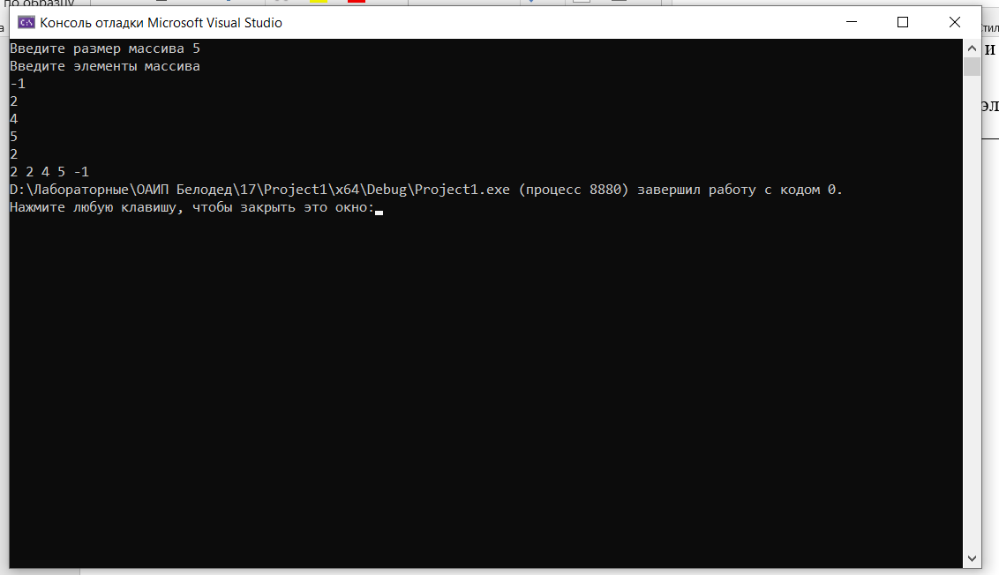 по образцу
Консоль отладки Microsoft Visual Studio
Введите размер массива 5
Введите элементы массива
-1
2
4
5
2
2 2 4 5 -1
D:\Лабораторные\ОАИП Белодед\17\Project1\x64\Debug\Project1.exe (процесс 8880) завершил работу с кодом 0.
Нажмите любую клавишу, чтобы закрыть это окно:
и